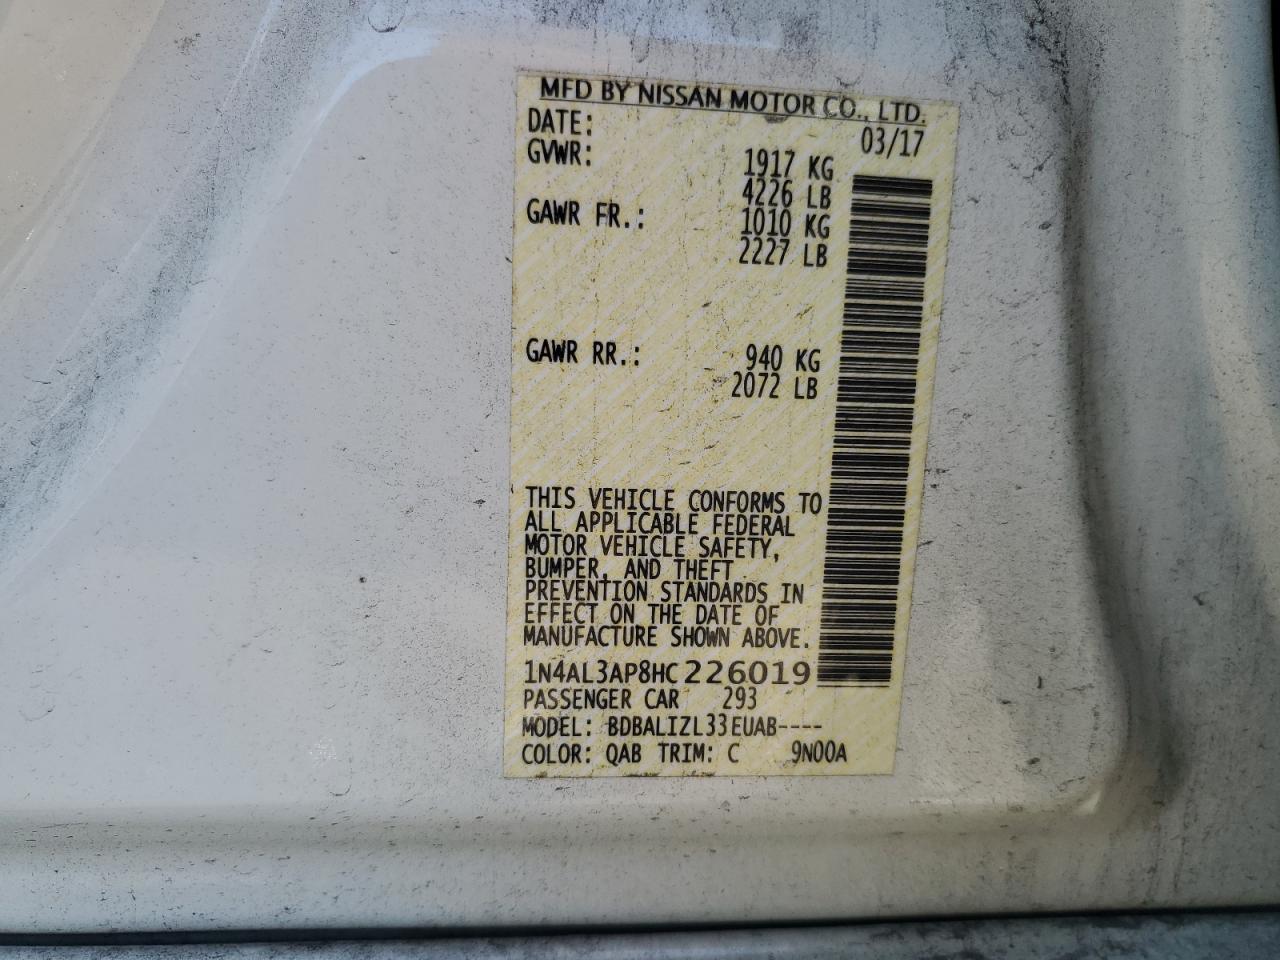 MFD BY NISSAN MOTOR CO., LTD.
DATE: 03/17
GVWR: 1917 KG
4226 LB
GAWR FR.: 1010 KG
2227 LB
GAWR RR.: 940 KG
2072 LB
THIS VEHICLE CONFORMS TO
ALL APPLICABLE FEDERAL
MOTOR VEHICLE SAFETY,
BUMPER, AND THEFT
PREVENTION STANDARDS IN
EFFECT ON THE DATE OF
MANUFACTURE SHOWN ABOVE.
1N4AL3AP8HC226019
PASSENGER CAR 293
MODEL: BDBALIZL33EUAB----
COLOR: QAB TRIM: C 9N00A